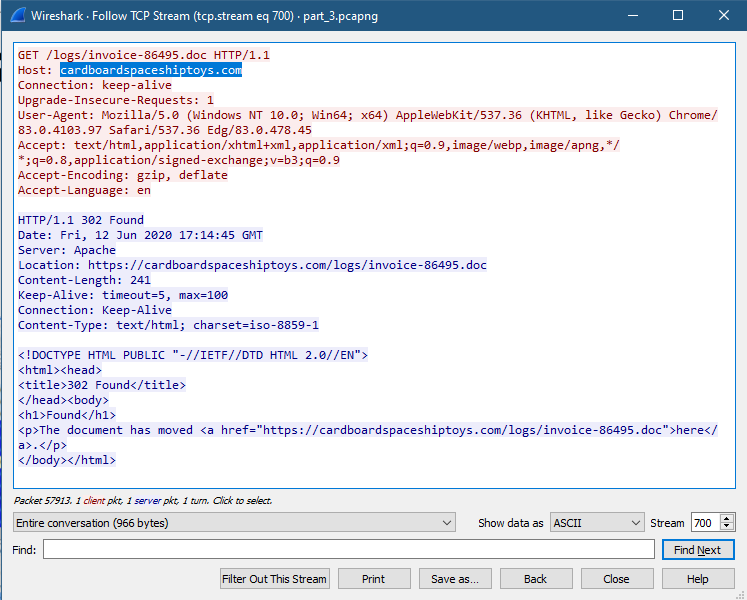 Wireshark · Follow TCP Stream (tcp.stream eq 700) · part_3.pcapng
GET /logs/invoice-86495.doc HTTP/1.1
Host: cardboardspaceshiptoys.com
Connection: keep-alive
Upgrade-Insecure-Requests: 1
User-Agent: Mozilla/5.0 (Windows NT 10.0; Win64; x64) AppleWebKit/537.36 (KHTML, like Gecko) Chrome/
83.0.4103.97 Safari/537.36 Edg/83.0.478.45
Accept: text/html,application/xhtml+xml,application/xml;q=0.9,image/webp,image/apng,*/
*;q=0.8,application/signed-exchange;v=b3;q=0.9
Accept-Encoding: gzip, deflate
Accept-Language: en
HTTP/1.1 302 Found
Date: Fri, 12 Jun 2020 17:14:45 GMT
Server: Apache
Location: https://cardboardspaceshiptoys.com/logs/invoice-86495.doc
Content-Length: 241
Keep-Alive: timeout=5, max=100
Connection: Keep-Alive
Content-Type: text/html; charset=iso-8859-1
<!DOCTYPE HTML PUBLIC "-//IETF//DTD HTML 2.0//EN">
<html><head>
<title>302 Found</title>
</head><body>
<h1>Found</h1>
<p>The document has moved <a href="https://cardboardspaceshiptoys.com/logs/invoice-86495.doc">here</
a>.</p>
</body></html>
Packet 57913. 1 client pkt, 1 server pkt, 1 turn. Click to select.
Entire conversation (966 bytes) Show data as ASCII Stream 700
Find: Find Next
Filter Out This Stream Print Save as... Back Close Help